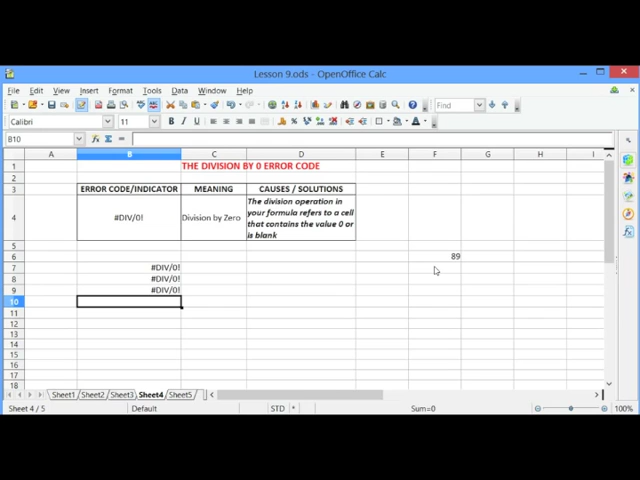 Lesson 9.ods - OpenOffice Calc
File Edit View Insert Format Tools Data Window Help
Find
Calibri 11
B10
A B C D E F G H I
1 THE DIVISION BY 0 ERROR CODE
2
3 ERROR CODE/INDICATOR MEANING CAUSES / SOLUTIONS
The division operation in
your formula refers to a cell
4 #DIV/0! Division by Zero that contains the value 0 or
is blank
5
6 89
7 #DIV/0!
8 #DIV/0!
9 #DIV/0!
10
11
12
13
14
15
16
17
18
Sheet1 Sheet2 Sheet3 Sheet4 Sheet5
Sheet 4 / 5 Default STD * Sum=0 100%